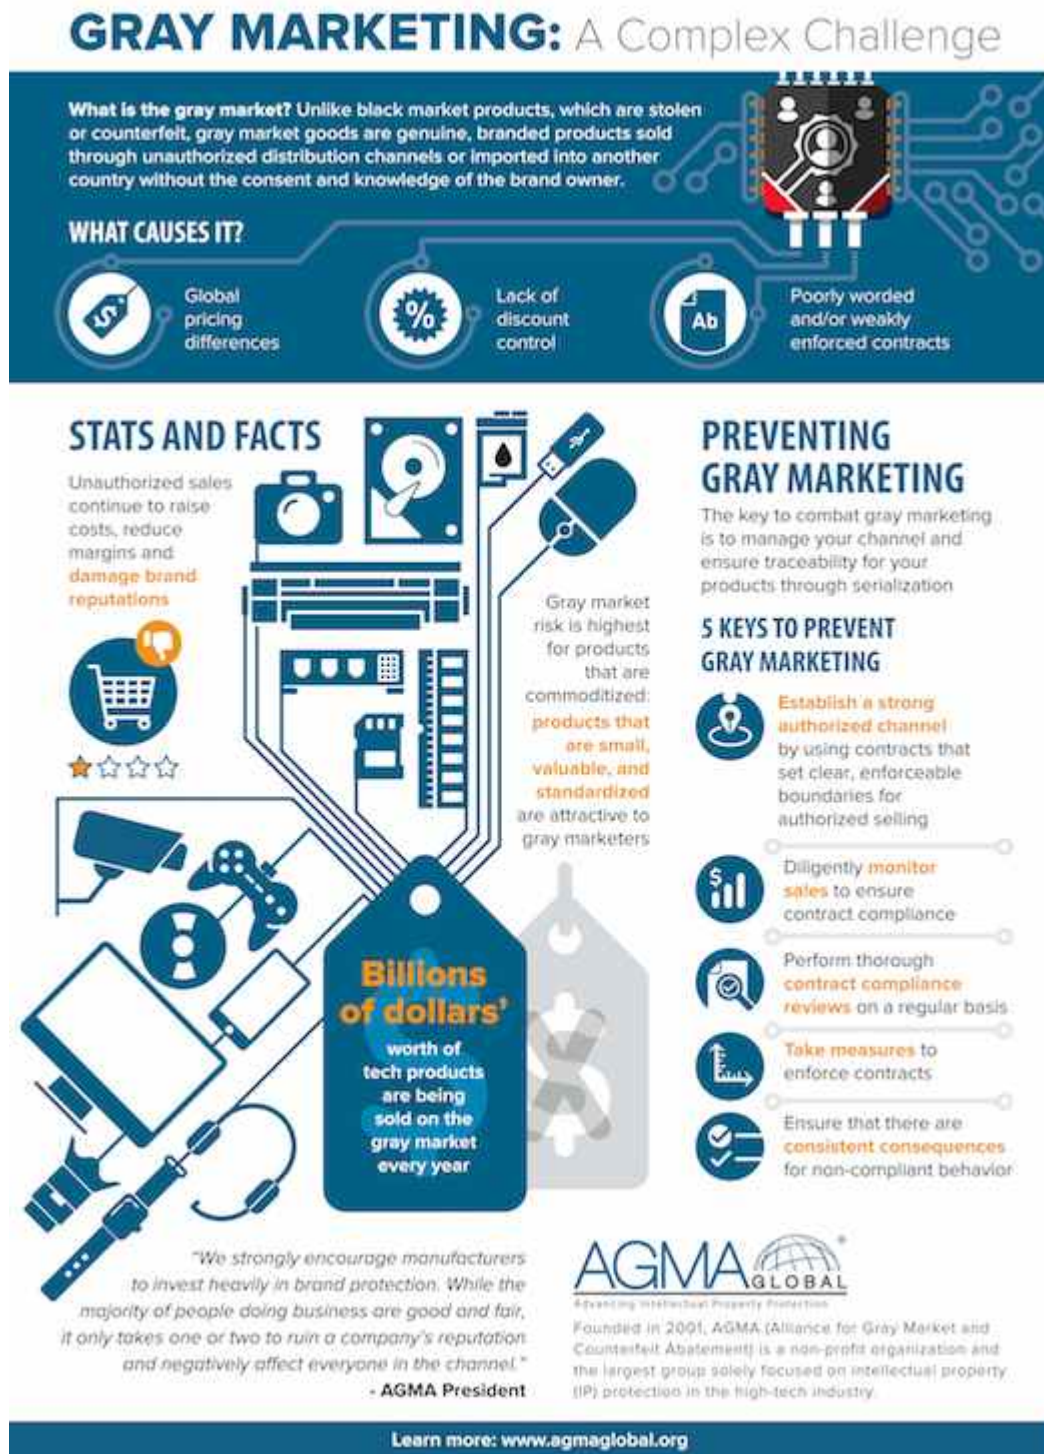 GRAY MARKETING: A Complex Challenge
What is the gray market? Unlike black market products, which are stolen
or counterfeit, gray market goods are genuine, branded products sold
through unauthorized distribution channels or imported into another
country without the consent and knowledge of the brand owner.
WHAT CAUSES IT?
$
Global
pricing
differences
%
Lack of
discount
control
Ab
Poorly worded
and/or weakly
enforced contracts
STATS AND FACTS
Unauthorized sales
continue to raise
costs, reduce
margins and
damage brand
reputations
Gray market
risk is highest
for products
that are
commoditized:
products that
are small,
valuable, and
standardized
are attractive to
gray marketers
Billions
of dollars'
worth of
tech products
are being
sold on the
gray market
every year
PREVENTING
GRAY MARKETING
The key to combat gray marketing
is to manage your channel and
ensure traceability for your
products through serialization
5 KEYS TO PREVENT
GRAY MARKETING
Establish a strong
authorized channel
by using contracts that
set clear, enforceable
boundaries for
authorized selling
$
Diligently monitor
sales to ensure
contract compliance
Perform thorough
contract compliance
reviews on a regular basis
Take measures to
enforce contracts
Ensure that there are
consistent consequences
for non-compliant behavior
"We strongly encourage manufacturers
to invest heavily in brand protection. While the
majority of people doing business are good and fair,
it only takes one or two to ruin a company's reputation
and negatively affect everyone in the channel."
- AGMA President
AGMA GLOBAL®
Advancing Intellectual Property Protection
Founded in 2001, AGMA (Alliance for Gray Market and
Counterfeit Abatement) is a non-profit organization and
the largest group solely focused on intellectual property
(IP) protection in the high-tech industry.
Learn more: www.agmaglobal.org